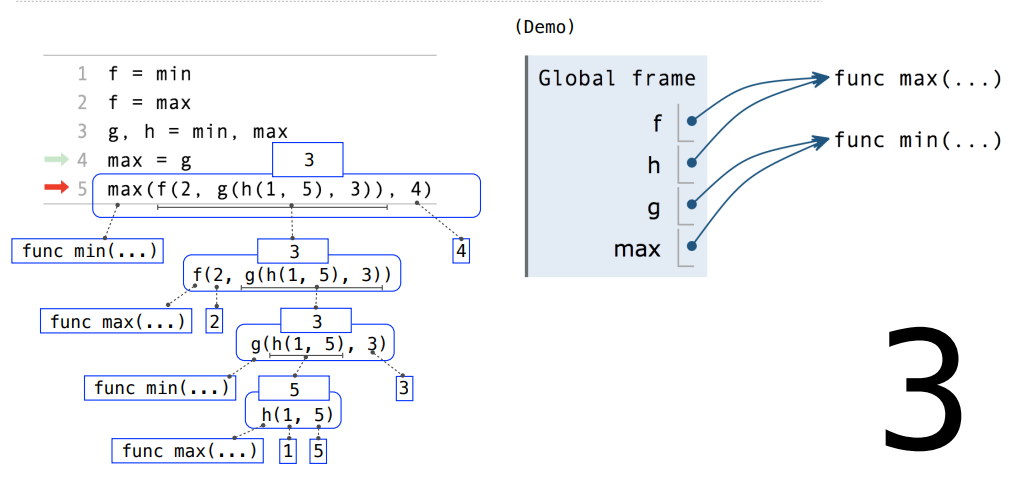 (Demo)
1 f = min
2 f = max
3 g, h = min, max
4 max = g
3
5 max(f(2, g(h(1, 5), 3)), 4)
func min(...)
3
4
f(2, g(h(1, 5), 3))
func max(...)
2
3
g(h(1, 5), 3)
func min(...)
5
3
h(1, 5)
func max(...)
1
5
Global frame
f
h
g
max
func max(...)
func min(...)
3